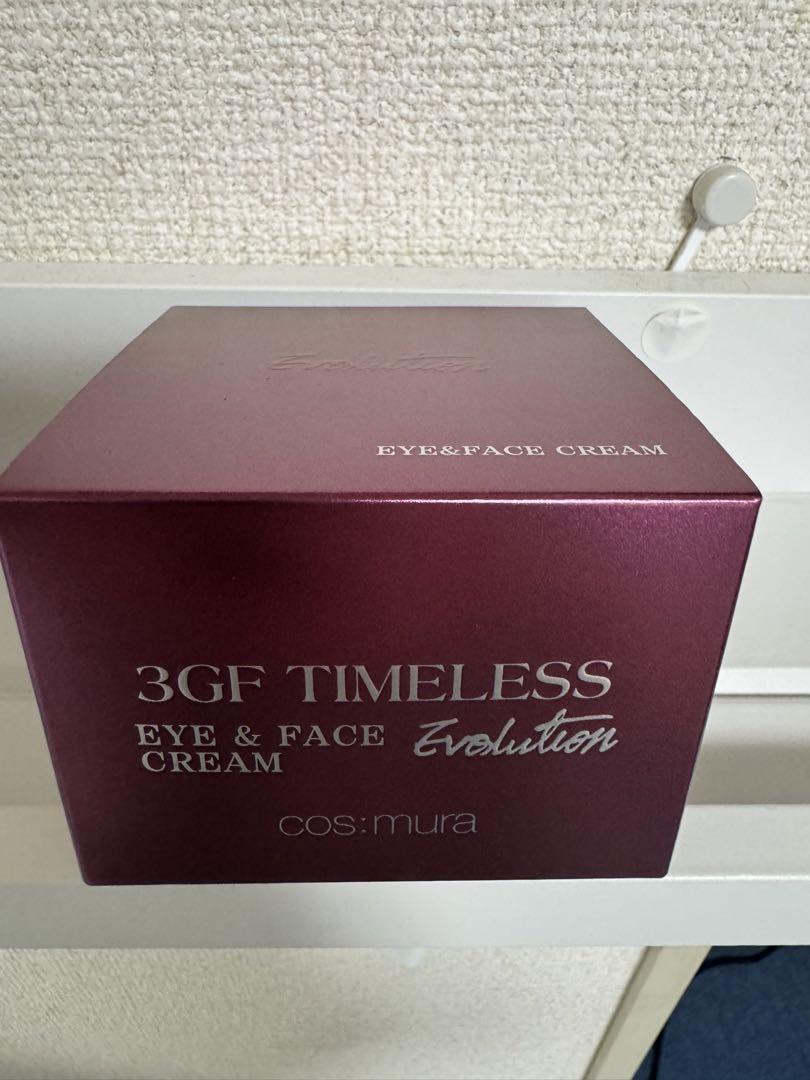 Evolution
EYE&FACE CREAM
3GF TIMELESS
EYE & FACE Evolution
CREAM
cos:mura